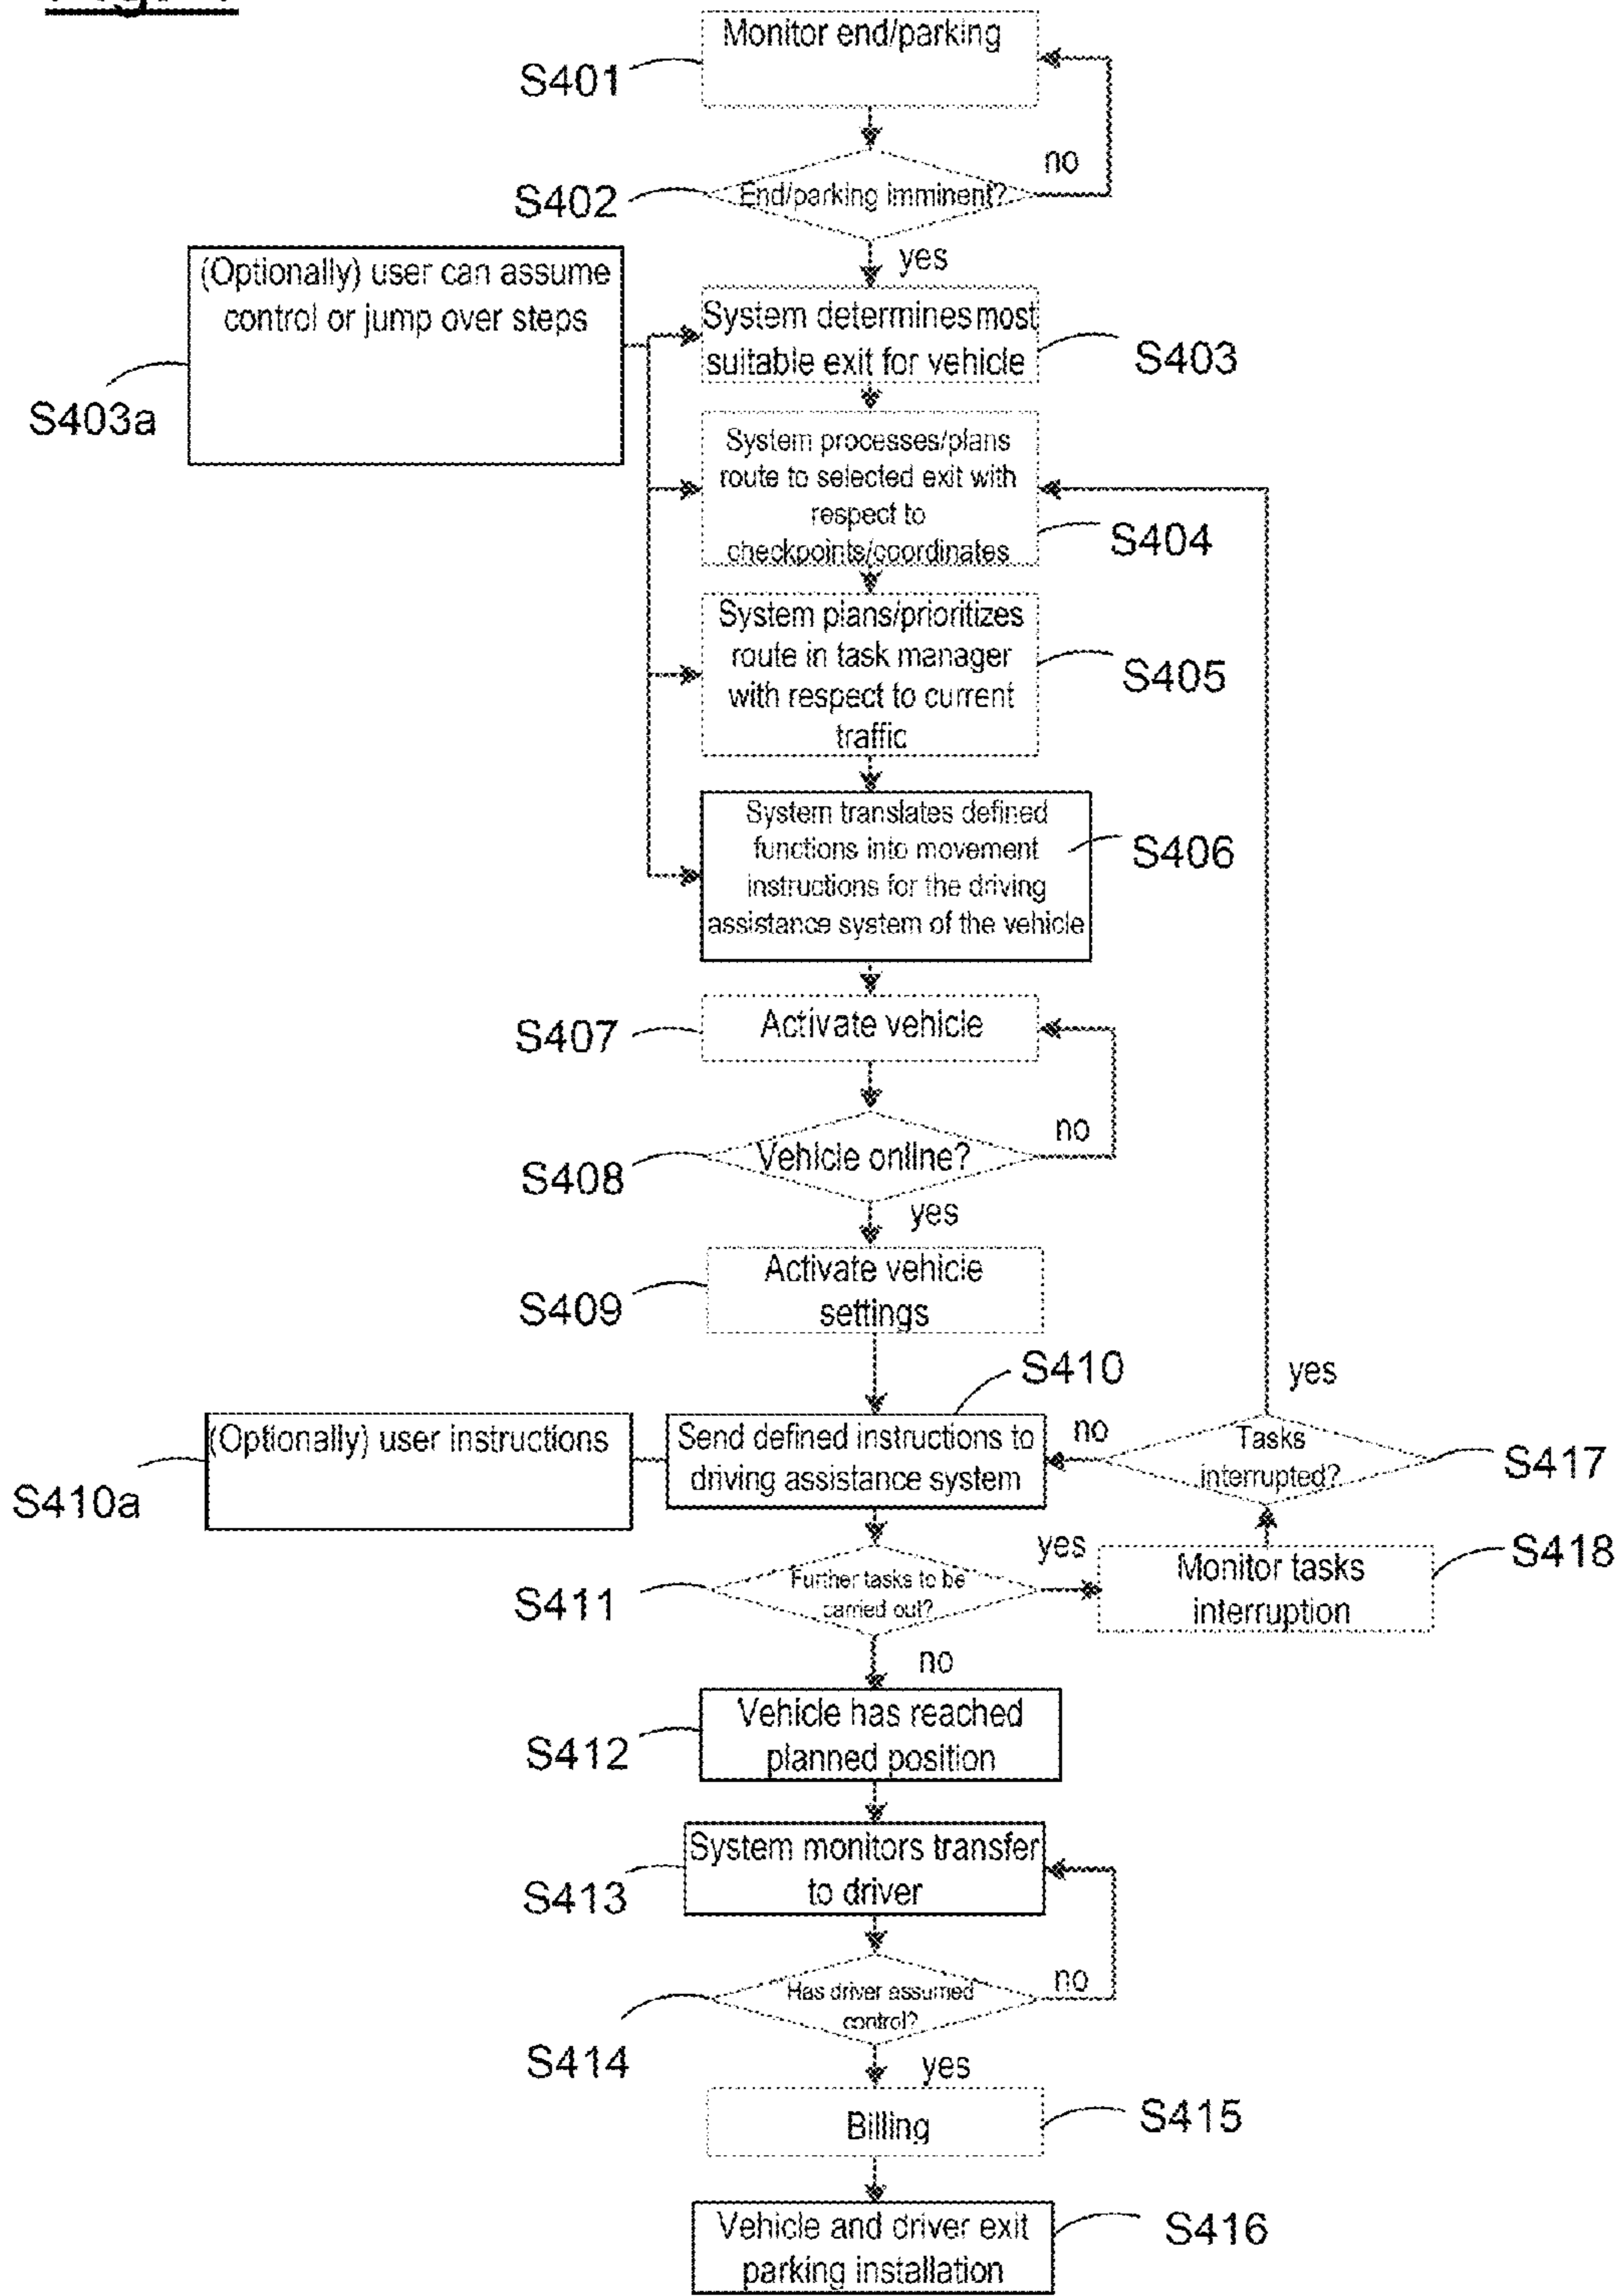 Monitor end/parking
S401
no
S402
End/parking imminent?
yes
(Optionally) user can assume
control or jump over steps
S403a
System determines most
suitable exit for vehicle
S403
System processes/plans
route to selected exit with
respect to
checkpoints/coordinates
S404
System plans/prioritizes
route in task manager
with respect to current
traffic
S405
System translates defined
functions into movement
instructions for the driving
assistance system of the vehicle
S406
S407
Activate vehicle
no
S408
Vehicle online?
yes
S409
Activate vehicle
settings
S410
yes
(Optionally) user instructions
S410a
Send defined instructions to
driving assistance system
no
Tasks
interrupted?
S417
yes
S411
Further tasks to be
carried out?
Monitor tasks
interruption
S418
no
S412
Vehicle has reached
planned position
S413
System monitors transfer
to driver
no
S414
Has driver assumed
control?
yes
Billing
S415
Vehicle and driver exit
parking installation
S416